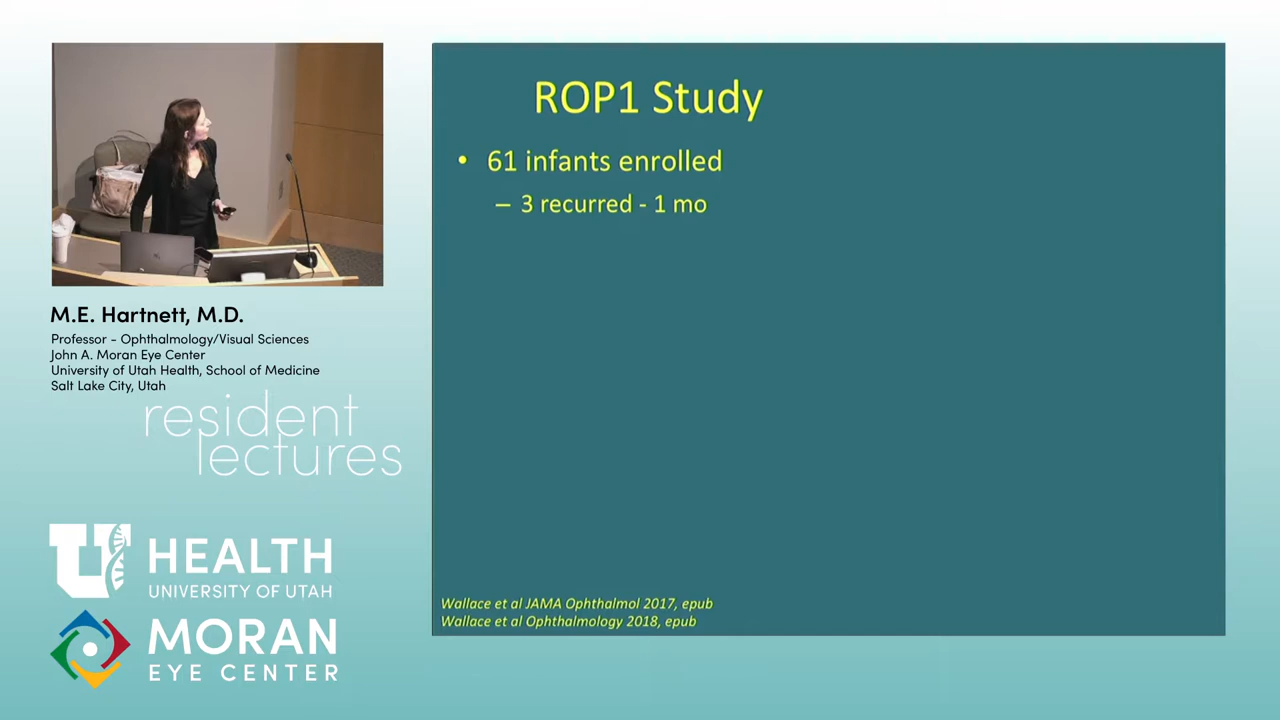 ROP1 Study
• 61 infants enrolled
– 3 recurred - 1 mo
Wallace et al JAMA Ophthalmol 2017, epub
Wallace et al Ophthalmology 2018, epub
M.E. Hartnett, M.D.
Professor - Ophthalmology/Visual Sciences
John A. Moran Eye Center
University of Utah Health, School of Medicine
Salt Lake City, Utah
resident
lectures
U HEALTH
UNIVERSITY OF UTAH
MORAN
EYE CENTER